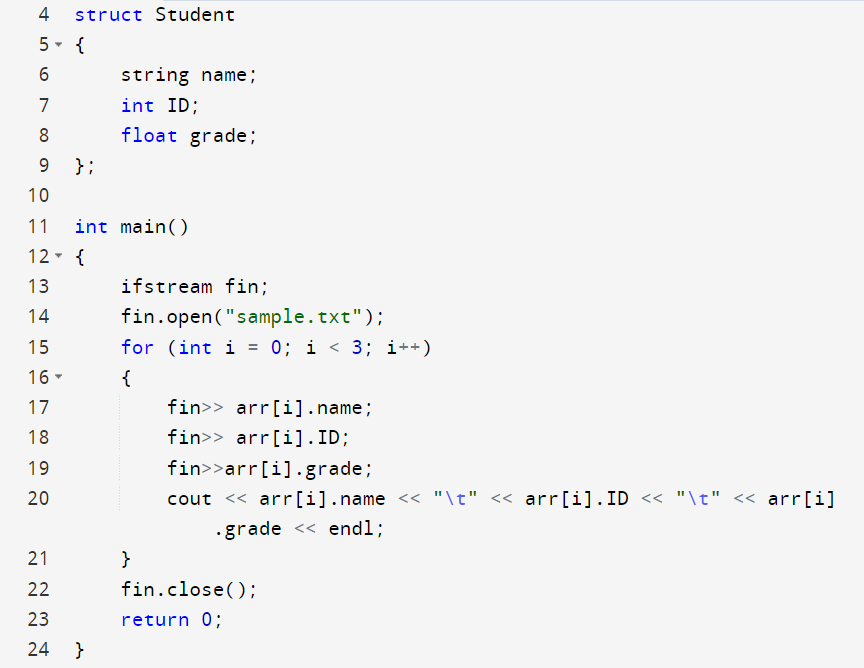 4 struct Student
5 {
6 string name;
7 int ID;
8 float grade;
9 };
10
11 int main()
12 {
13 ifstream fin;
14 fin.open("sample.txt");
15 for (int i = 0; i < 3; i++)
16 {
17 fin>> arr[i].name;
18 fin>> arr[i].ID;
19 fin>>arr[i].grade;
20 cout << arr[i].name << "\t" << arr[i].ID << "\t" << arr[i]
.grade << endl;
21 }
22 fin.close();
23 return 0;
24 }